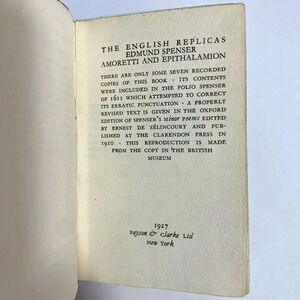 THE ENGLISH REPLICAS
EDMUND SPENSER
AMORETTI AND EPITHALAMION
THERE ARE ONLY SOME SEVEN RECORDED
COPIES OF THIS BOOK · ITS CONTENTS
WERE INCLUDED IN THE FOLIO SPENSER
OF 1611 WHICH ATTEMPTED TO CORRECT
ITS ERRATIC PUNCTUATION · A PROPERLY
REVISED TEXT IS GIVEN IN THE OXFORD
EDITION OF SPENSER'S Minor Poems EDITED
BY ERNEST DE SÉLINCOURT AND PUB-
LISHED AT THE CLARENDON PRESS IN
1910 · THIS REPRODUCTION IS MADE
FROM THE COPY IN THE BRITISH
MUSEUM
1927
Payson & Clarke Ltd
New York